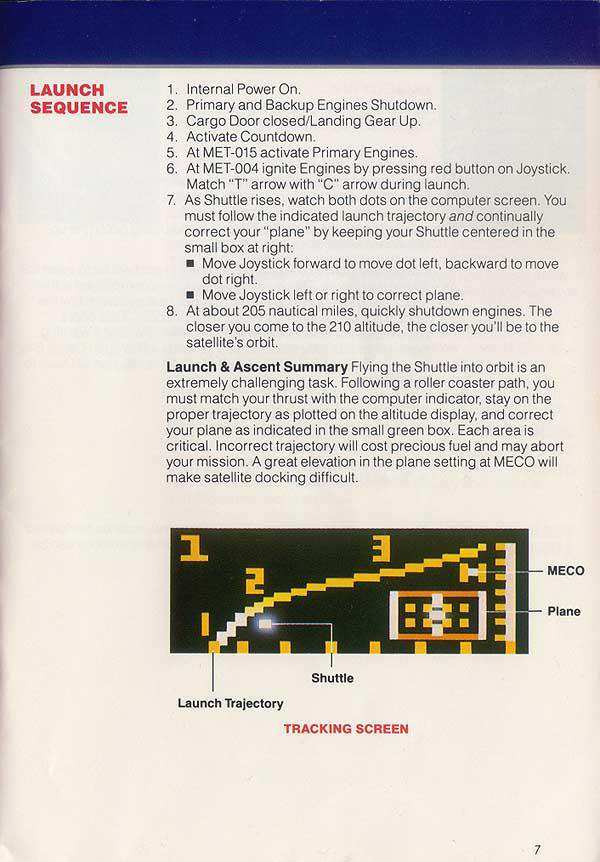 LAUNCH
SEQUENCE
1. Internal Power On.
2. Primary and Backup Engines Shutdown.
3. Cargo Door closed/Landing Gear Up.
4. Activate Countdown.
5. At MET-015 activate Primary Engines.
6. At MET-004 ignite Engines by pressing red button on Joystick.
Match “T” arrow with “C” arrow during launch.
7. As Shuttle rises, watch both dots on the computer screen. You
must follow the indicated launch trajectory and continually
correct your “plane” by keeping your Shuttle centered in the
small box at right:
■ Move Joystick forward to move dot left, backward to move
dot right.
■ Move Joystick left or right to correct plane.
8. At about 205 nautical miles, quickly shutdown engines. The
closer you come to the 210 altitude, the closer you'll be to the
satellite's orbit.
Launch & Ascent Summary Flying the Shuttle into orbit is an
extremely challenging task. Following a roller coaster path, you
must match your thrust with the computer indicator, stay on the
proper trajectory as plotted on the altitude display, and correct
your plane as indicated in the small green box. Each area is
critical. Incorrect trajectory will cost precious fuel and may abort
your mission. A great elevation in the plane setting at MECO will
make satellite docking difficult.
1
3
2
1
MECO
Plane
Shuttle
Launch Trajectory
TRACKING SCREEN
7